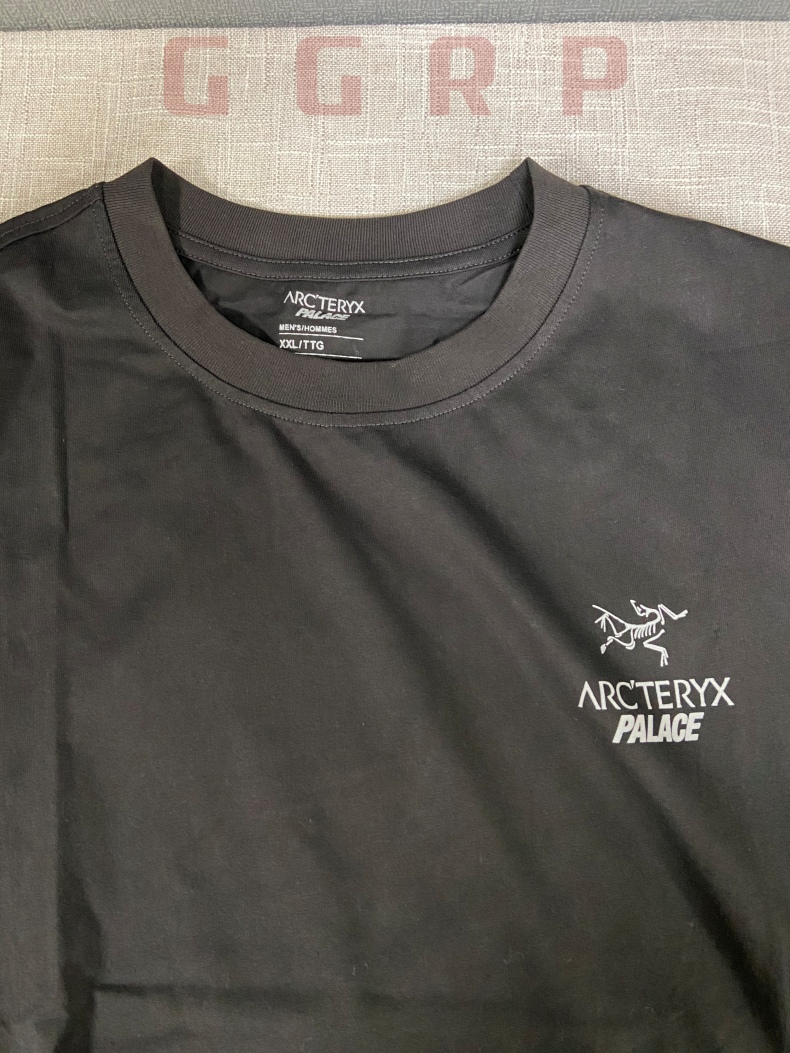 GGRP
ARC'TERYX
PALACE
MEN'S/HOMMES
XXL/TTG
ARC'TERYX
PALACE